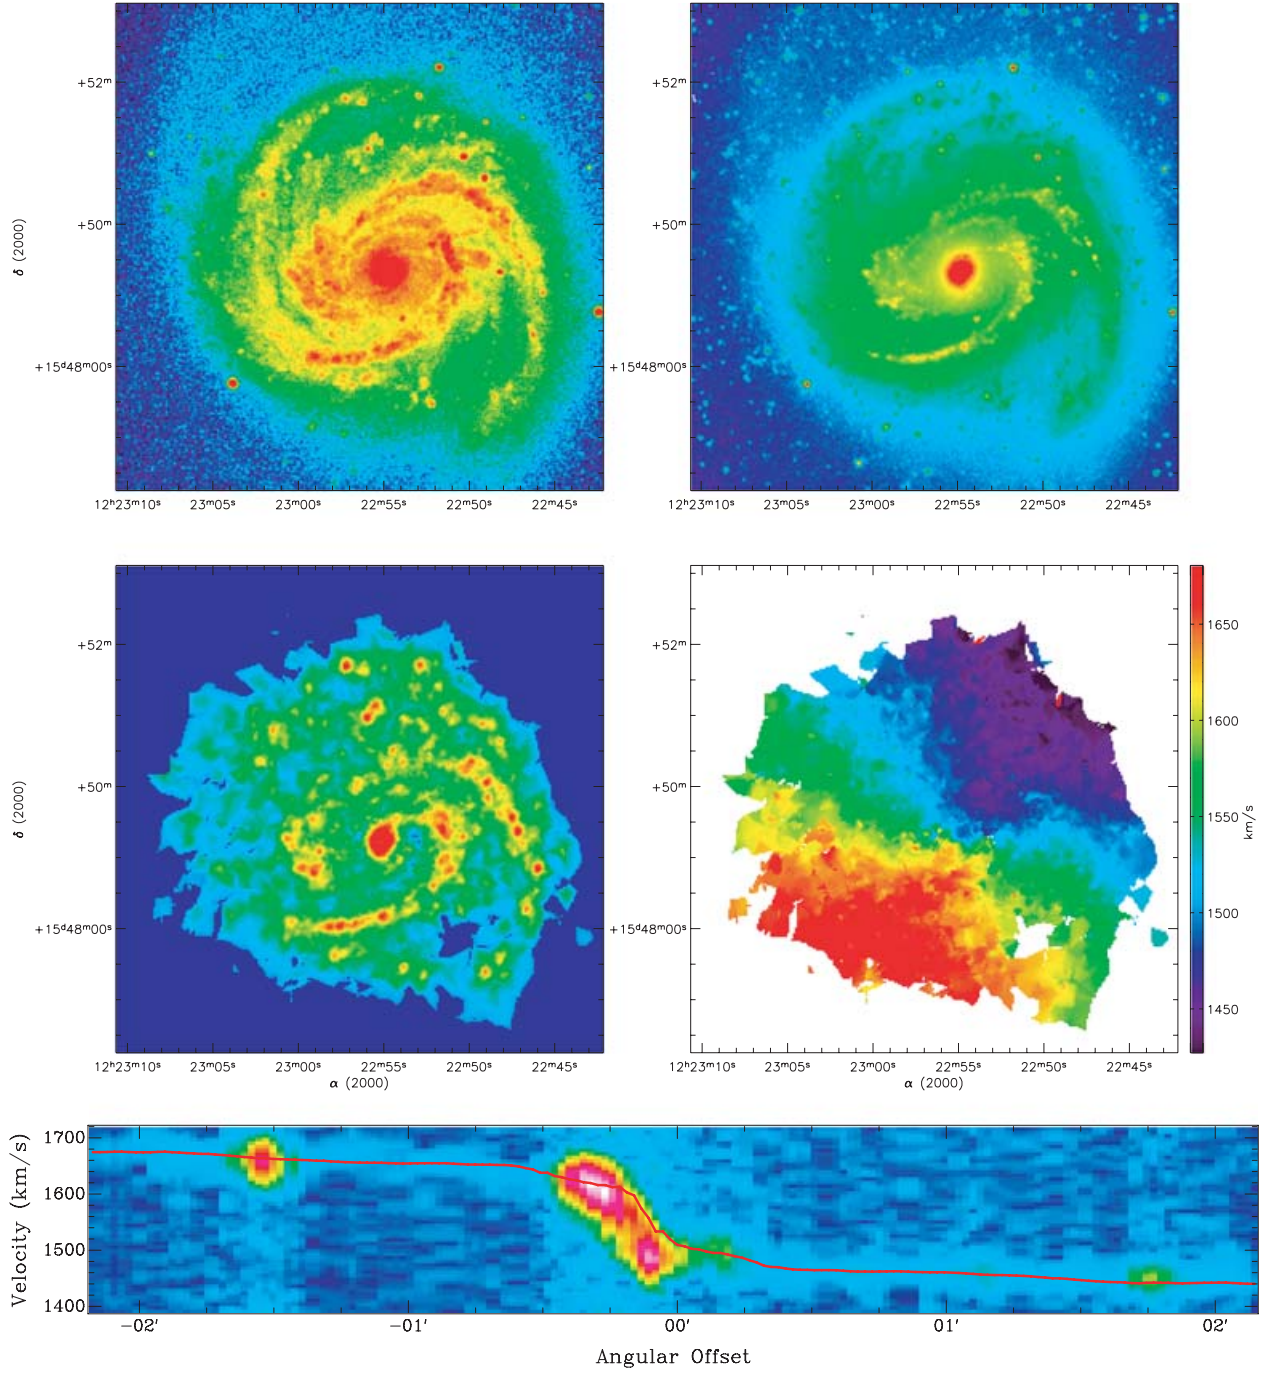 +52ᵐ
+50ᵐ
δ (2000)
+15ᵈ48ᵐ00ˢ
12ʰ23ᵐ10ˢ 23ᵐ05ˢ 23ᵐ00ˢ 22ᵐ55ˢ 22ᵐ50ˢ 22ᵐ45ˢ
+52ᵐ
+50ᵐ
+15ᵈ48ᵐ00ˢ
12ʰ23ᵐ10ˢ 23ᵐ05ˢ 23ᵐ00ˢ 22ᵐ55ˢ 22ᵐ50ˢ 22ᵐ45ˢ
+52ᵐ
+50ᵐ
δ (2000)
+15ᵈ48ᵐ00ˢ
12ʰ23ᵐ10ˢ 23ᵐ05ˢ 23ᵐ00ˢ 22ᵐ55ˢ 22ᵐ50ˢ 22ᵐ45ˢ
α (2000)
+52ᵐ
+50ᵐ
+15ᵈ48ᵐ00ˢ
12ʰ23ᵐ10ˢ 23ᵐ05ˢ 23ᵐ00ˢ 22ᵐ55ˢ 22ᵐ50ˢ 22ᵐ45ˢ
α (2000)
1650
1600
1550
1500
1450
km/s
Velocity (km/s)
1700
1600
1500
1400
−02' −01' 00' 01' 02'
Angular Offset